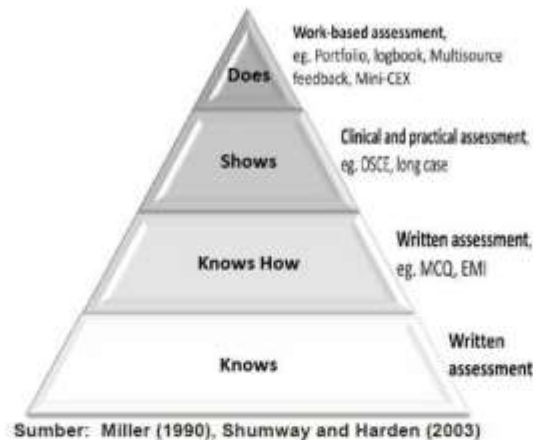 Work-based assessment,
eg. Portfolio, logbook, Multisource
feedback, Mini-CEX
Does
Clinical and practical assessment,
eg. OSCE, long case
Shows
Written assessment,
eg. MCQ, EMI
Knows How
Written
assessment
Knows
Sumber: Miller (1990), Shumway and Harden (2003)